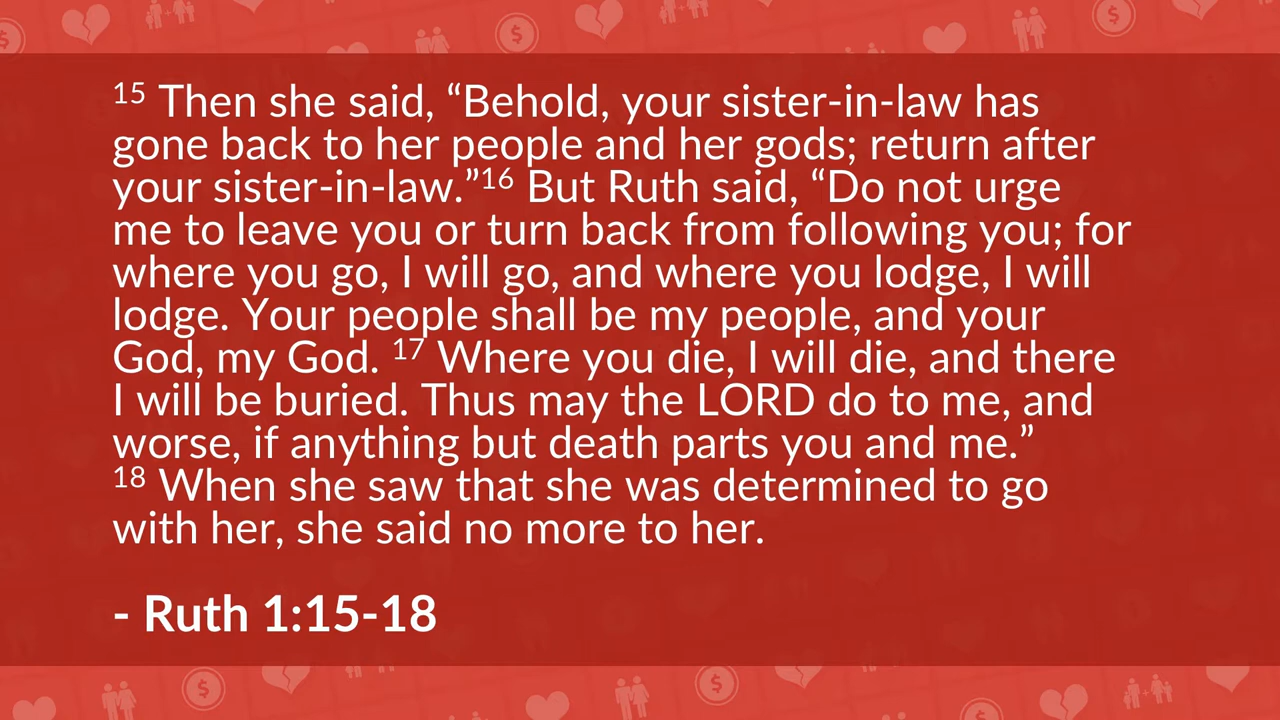 15 Then she said, “Behold, your sister-in-law has
gone back to her people and her gods; return after
your sister-in-law.”16 But Ruth said, “Do not urge
me to leave you or turn back from following you; for
where you go, I will go, and where you lodge, I will
lodge. Your people shall be my people, and your
God, my God. 17 Where you die, I will die, and there
I will be buried. Thus may the LORD do to me, and
worse, if anything but death parts you and me.”
18 When she saw that she was determined to go
with her, she said no more to her.
- Ruth 1:15-18